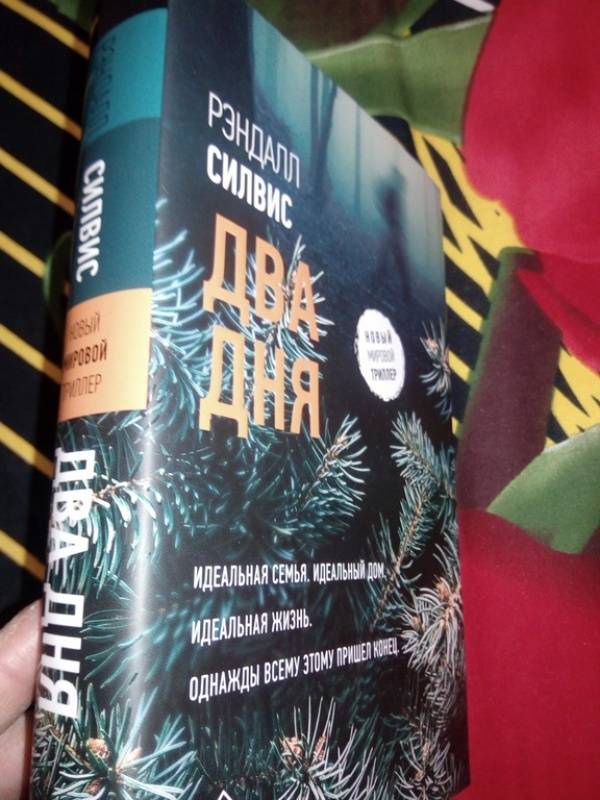 РЭНДАЛЛ
СИЛВИС
ДВА
ДНЯ
НОВЫЙ
МИРОВОЙ
ТРИЛЛЕР
ИДЕАЛЬНАЯ СЕМЬЯ. ИДЕАЛЬНЫЙ ДОМ.
ИДЕАЛЬНАЯ ЖИЗНЬ.
ОДНАЖДЫ ВСЕМУ ЭТОМУ ПРИШЕЛ КОНЕЦ.
СИЛВИС
НОВЫЙ
МИРОВОЙ
ТРИЛЛЕР
ДВА ДНЯ